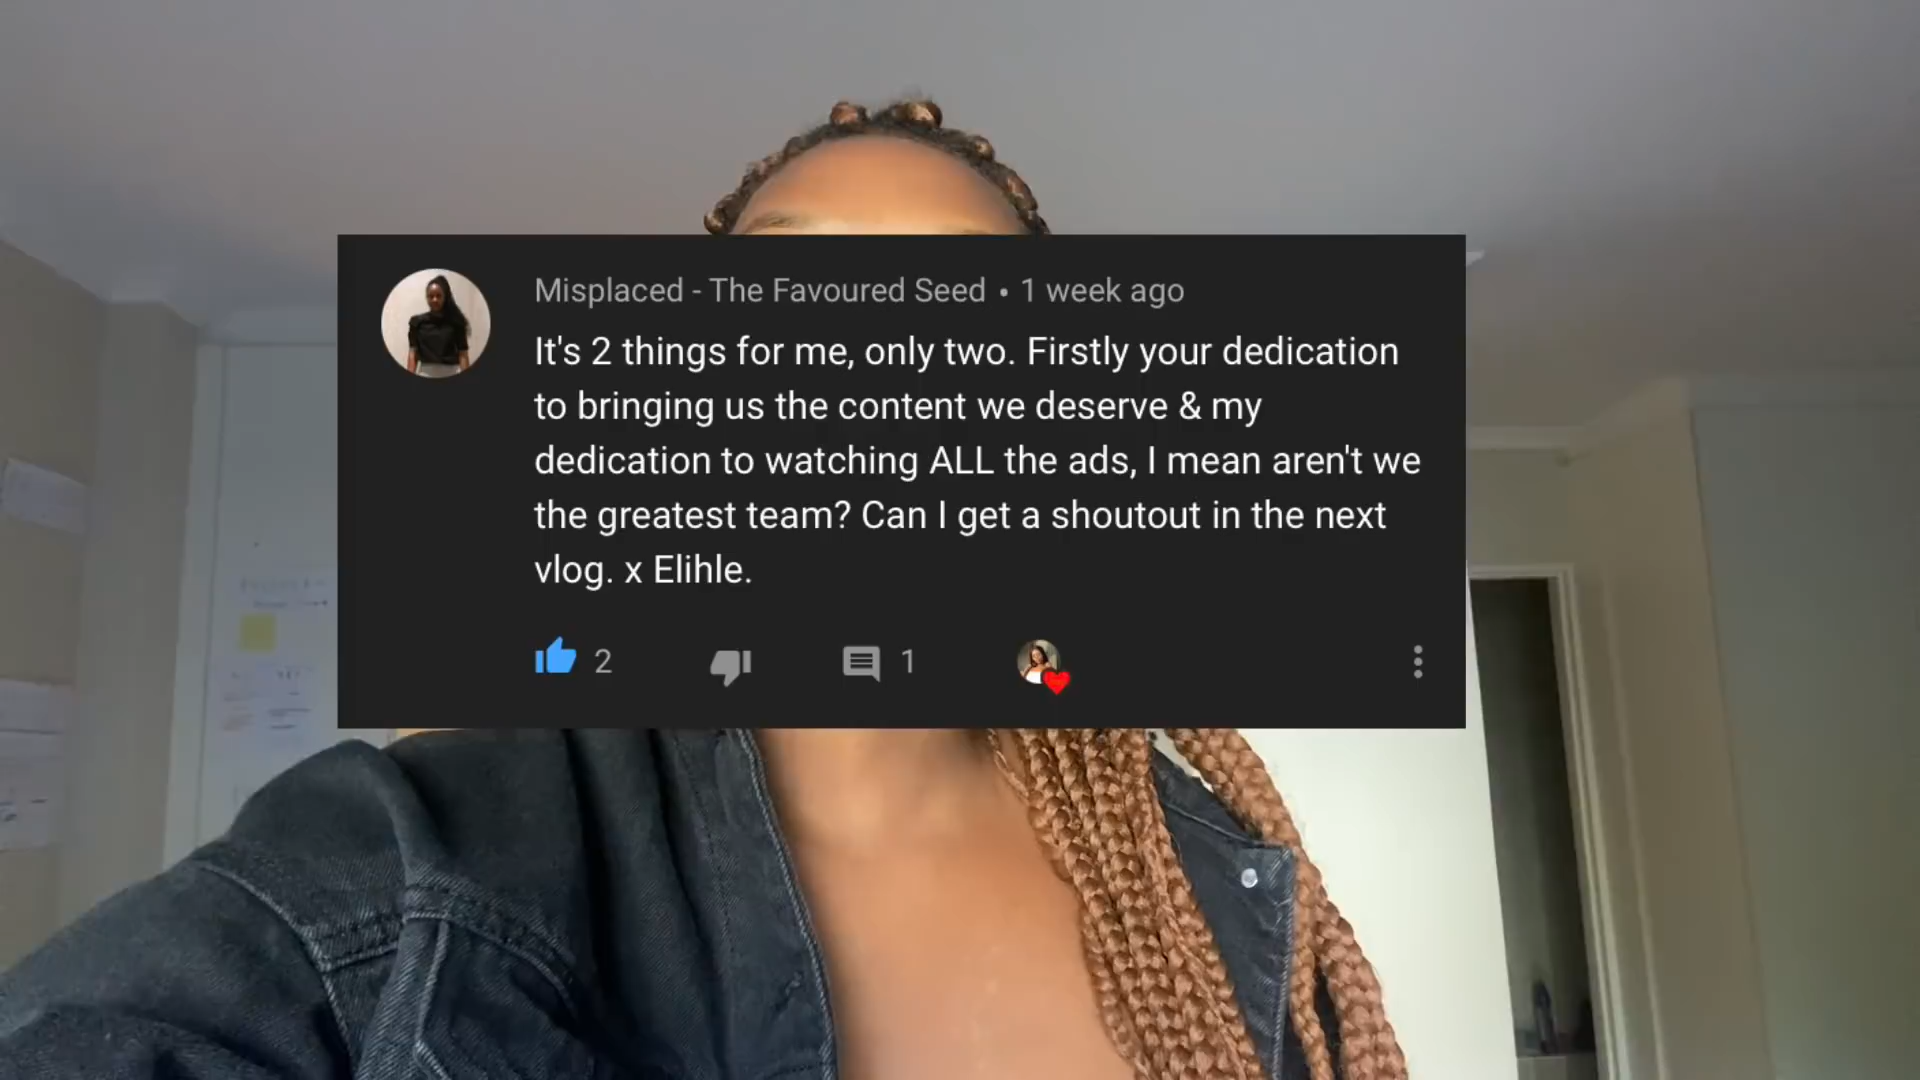 Misplaced - The Favoured Seed • 1 week ago
It's 2 things for me, only two. Firstly your dedication
to bringing us the content we deserve & my
dedication to watching ALL the ads, I mean aren't we
the greatest team? Can I get a shoutout in the next
vlog. x Elihle.
2
1